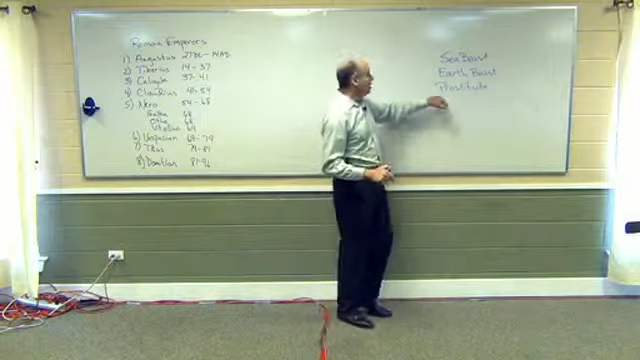 Roman Emperors
1) Augustus 27BC - 14AD
2) Tiberius 14 - 37
3) Caligula 37 - 41
4) Claudius 41 - 54
5) Nero 54 - 68
Galba 68
Otho 68
Vitellius 69
6) Vespasian 69 - 79
7) Titus 79 - 81
8) Domitian 81 - 96
Sea Beast
Earth Beast
Prostitute